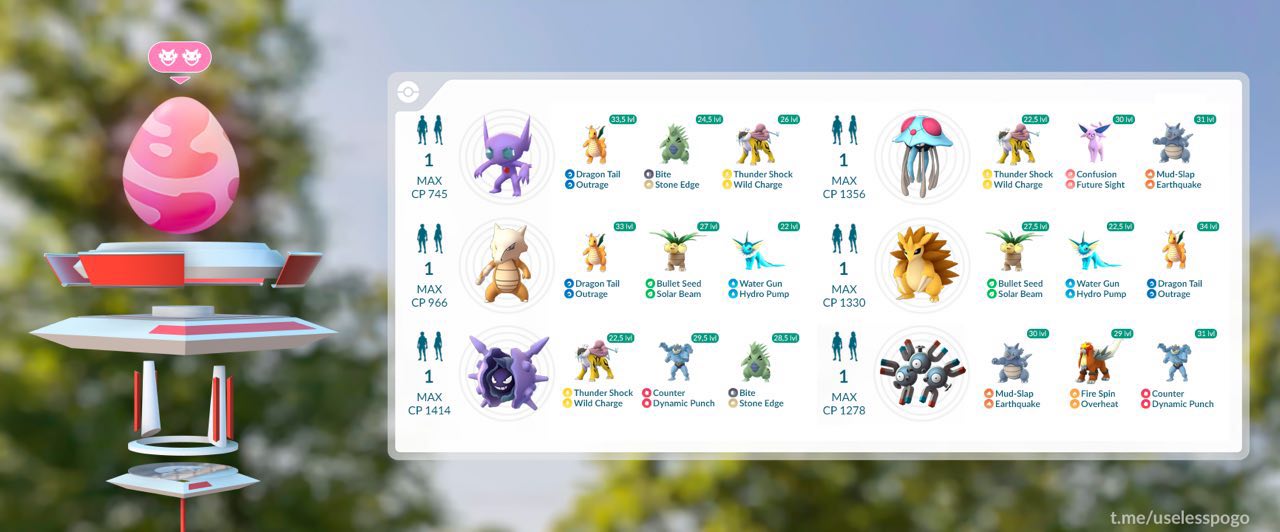 1
MAX
CP 745
33,5 lvl
Dragon Tail
Outrage
24,5 lvl
Bite
Stone Edge
26 lvl
Thunder Shock
Wild Charge
1
MAX
CP 1356
22,5 lvl
Thunder Shock
Wild Charge
30 lvl
Confusion
Future Sight
31 lvl
Mud-Slap
Earthquake
1
MAX
CP 966
33 lvl
Dragon Tail
Outrage
27 lvl
Bullet Seed
Solar Beam
22 lvl
Water Gun
Hydro Pump
1
MAX
CP 1330
27,5 lvl
Bullet Seed
Solar Beam
22,5 lvl
Water Gun
Hydro Pump
34 lvl
Dragon Tail
Outrage
1
MAX
CP 1414
22,5 lvl
Thunder Shock
Wild Charge
29,5 lvl
Counter
Dynamic Punch
28,5 lvl
Bite
Stone Edge
1
MAX
CP 1278
30 lvl
Mud-Slap
Earthquake
29 lvl
Fire Spin
Overheat
31 lvl
Counter
Dynamic Punch
t.me/uselesspogo